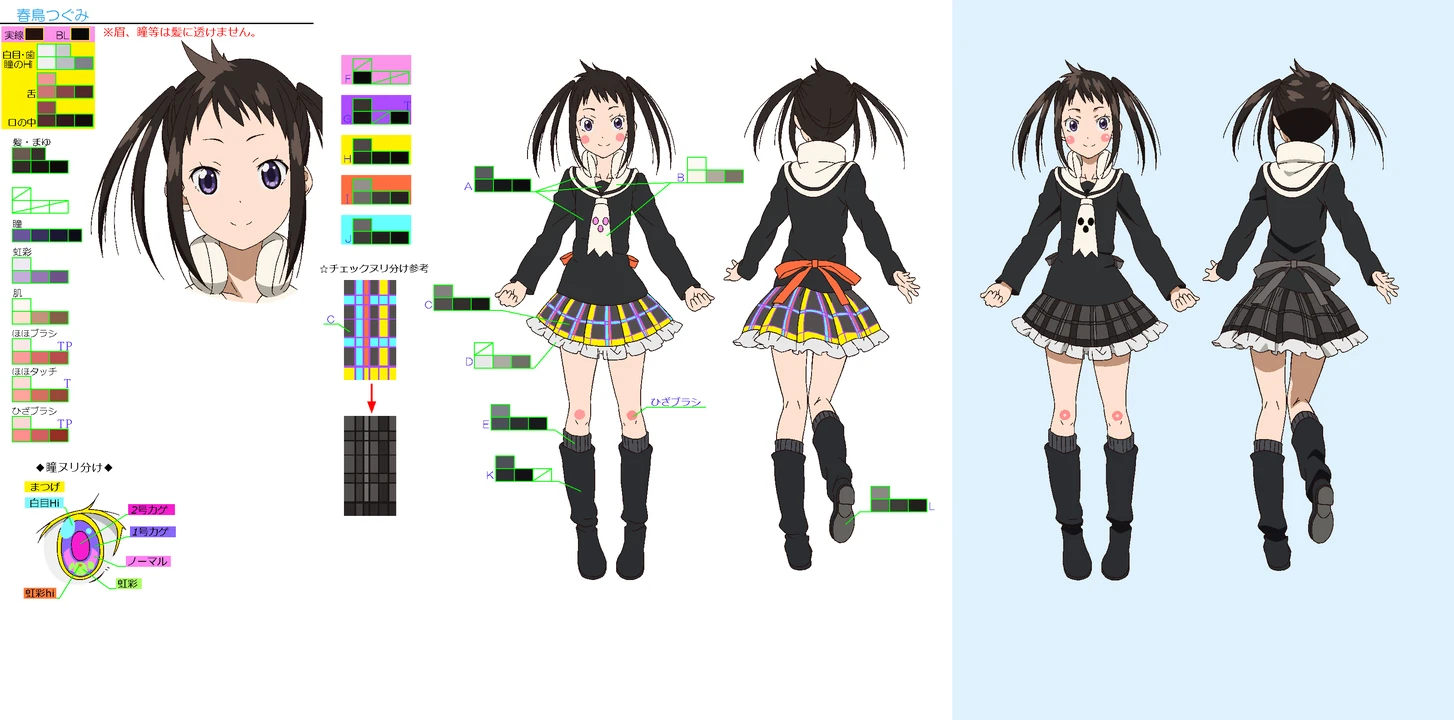 春鳥つぐみ
※眉、瞳等は髪に透けません。
実線 BL
白目・歯
瞳のHi
舌
口の中
髪・まゆ
瞳
虹彩
肌
ほほブラシ
TP
ほほタッチ
T
ひざブラシ
TP
◆瞳ヌリ分け◆
まつげ
白目Hi
2号カゲ
1号カゲ
ノーマル
虹彩
虹彩hi
F
G T
H
I
J
☆チェックヌリ分け参考
C
A
B
C
D
E
ひざブラシ
K
L